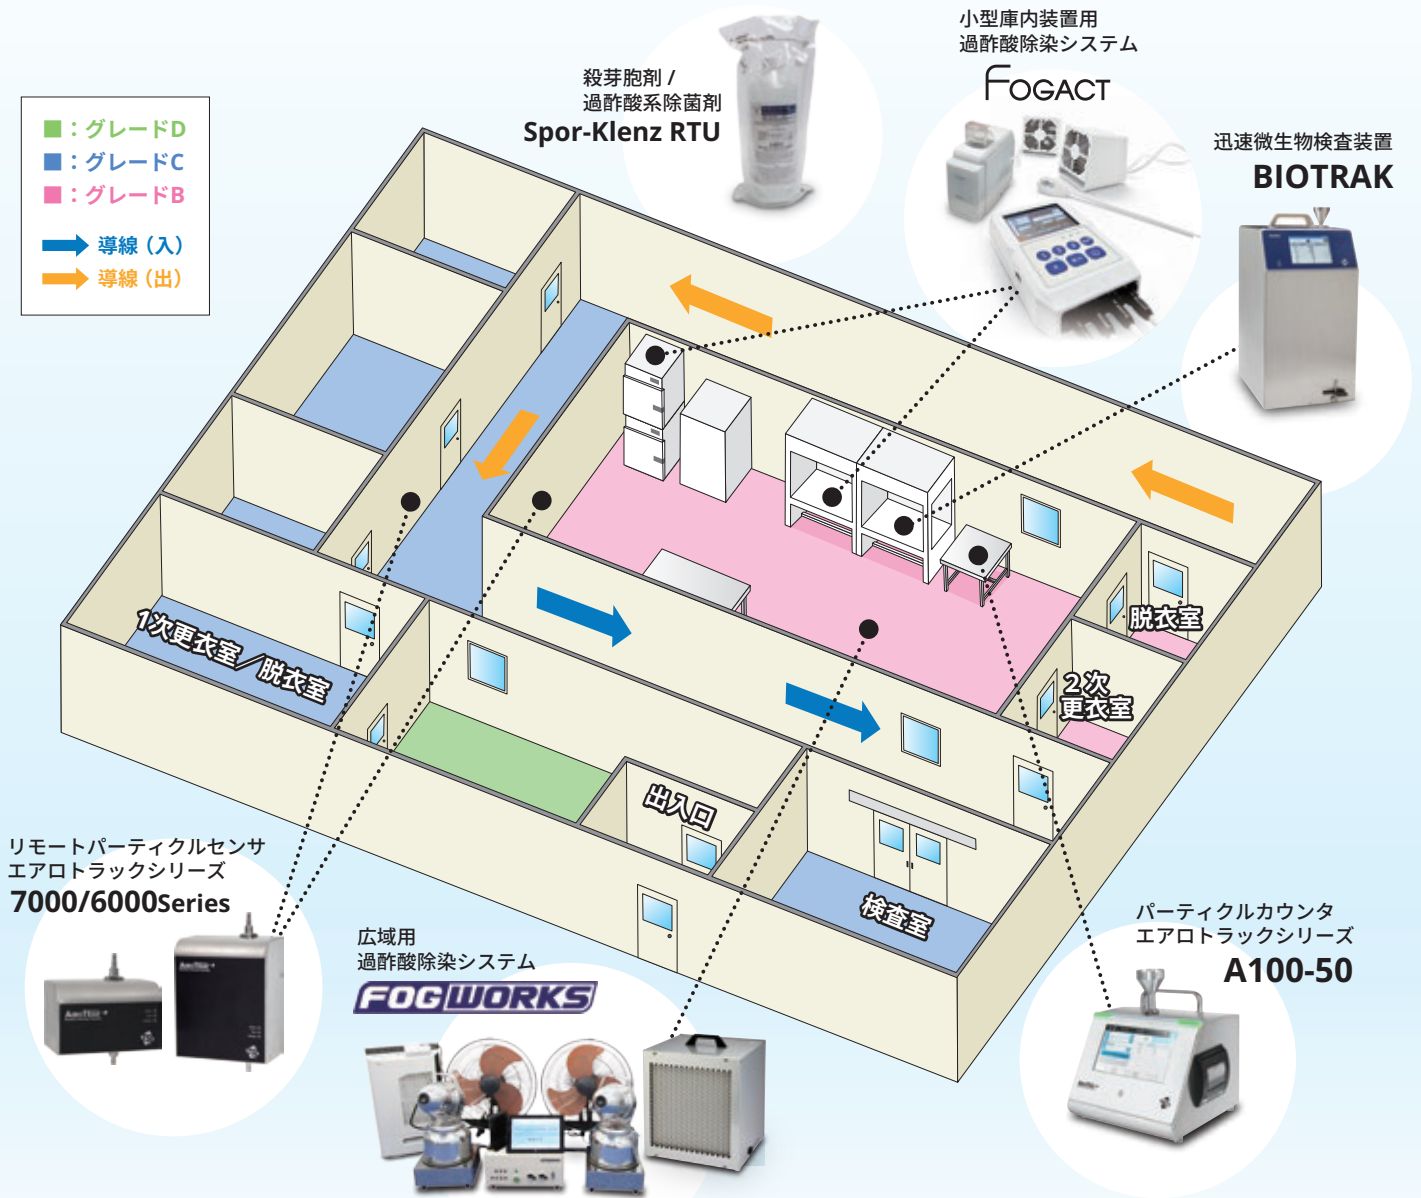 殺芽胞剤 /
過酢酸系除菌剤
Spor-Klenz RTU
小型庫内装置用
過酢酸除染システム
FOGACT
迅速微生物検査装置
BIOTRAK
■：グレードD
■：グレードC
■：グレードB
導線（入）
導線（出）
1次更衣室／脱衣室
脱衣室
2次
更衣室
出入口
検査室
リモートパーティクルセンサ
エアロトラックシリーズ
7000/6000Series
広域用
過酢酸除染システム
FOGWORKS
パーティクルカウンタ
エアロトラックシリーズ
A100-50